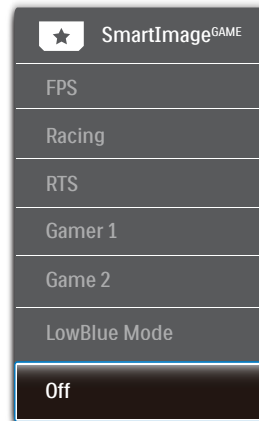 SmartImageGAME
FPS
Racing
RTS
Gamer 1
Game 2
LowBlue Mode
Off